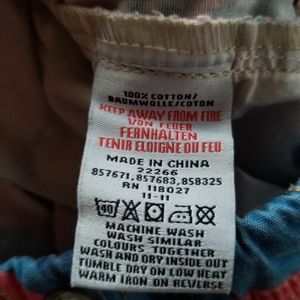 100% COTTON/
BAUMWOLLE/COTON
KEEP AWAY FROM FIRE
VON FEUER
FERNHALTEN
TENIR ELOIGNE DU FEU
MADE IN CHINA
22266
857671, 857683, 858325
RN 118027
11-11
40
MACHINE WASH
WASH SIMILAR
COLOURS TOGETHER
WASH AND DRY INSIDE OUT
TUMBLE DRY ON LOW HEAT
WARM IRON ON REVERSE